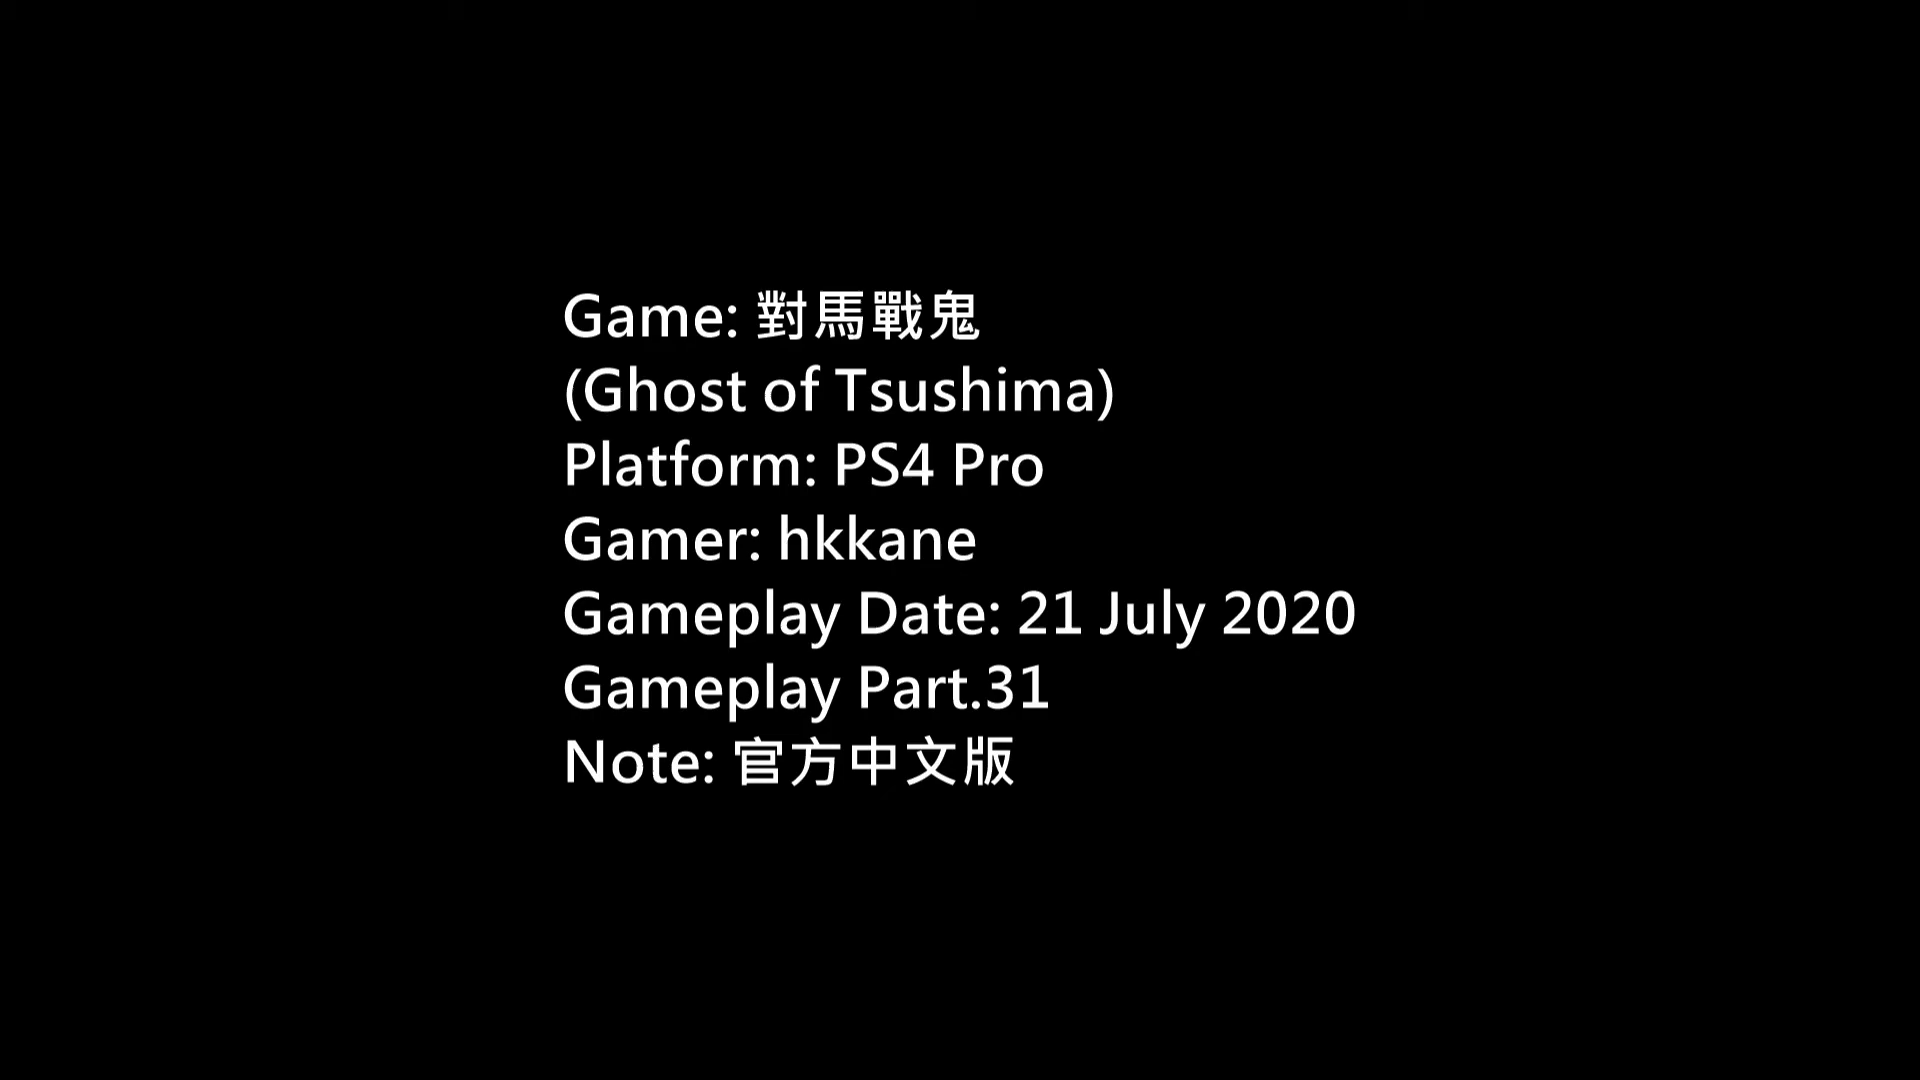 Game: 對馬戰鬼
(Ghost of Tsushima)
Platform: PS4 Pro
Gamer: hkkane
Gameplay Date: 21 July 2020
Gameplay Part.31
Note: 官方中文版